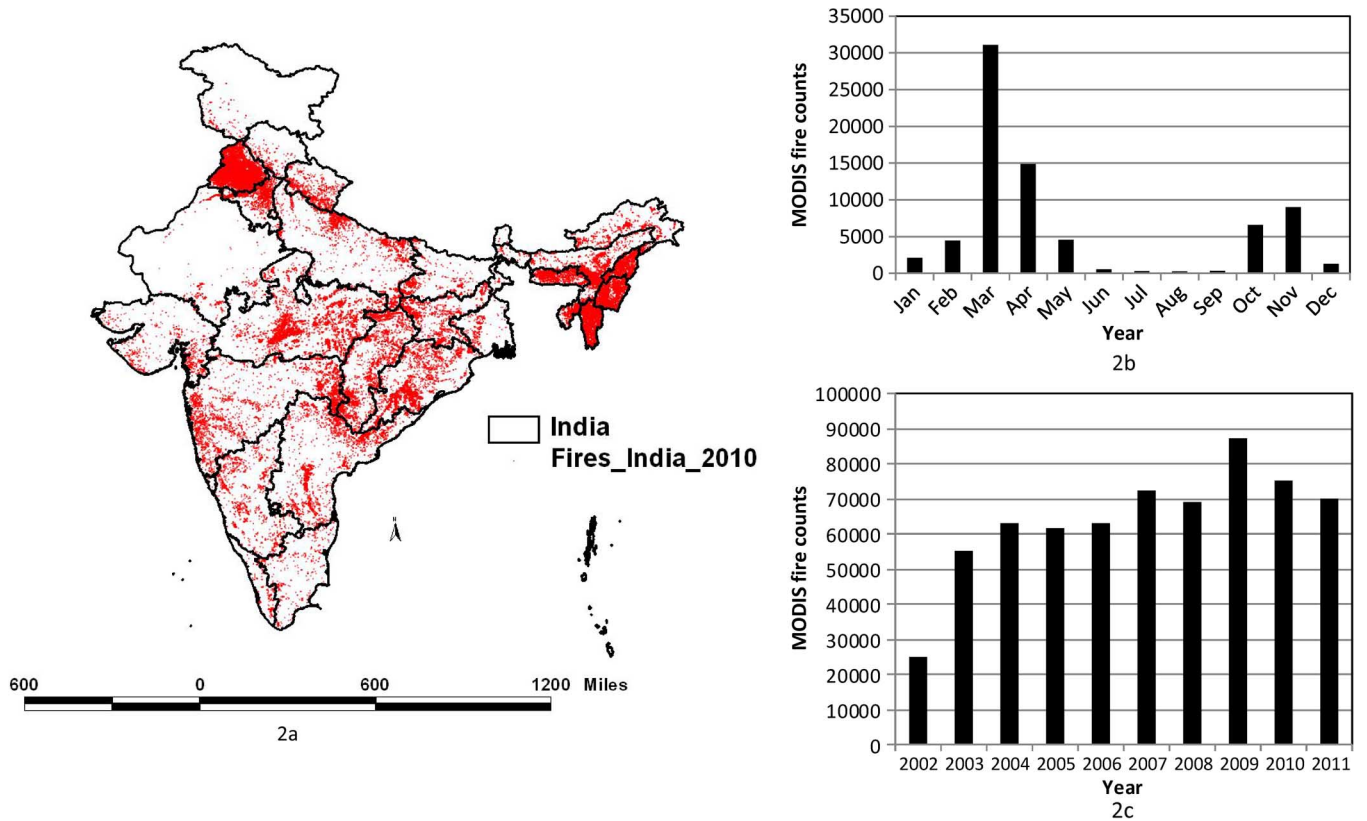 India
Fires_India_2010
600 0 600 1200 Miles
2a
MODIS fire counts
35000
30000
25000
20000
15000
10000
5000
0
Jan Feb Mar Apr May Jun Jul Aug Sep Oct Nov Dec
Year
2b
MODIS fire counts
100000
90000
80000
70000
60000
50000
40000
30000
20000
10000
0
2002 2003 2004 2005 2006 2007 2008 2009 2010 2011
Year
2c